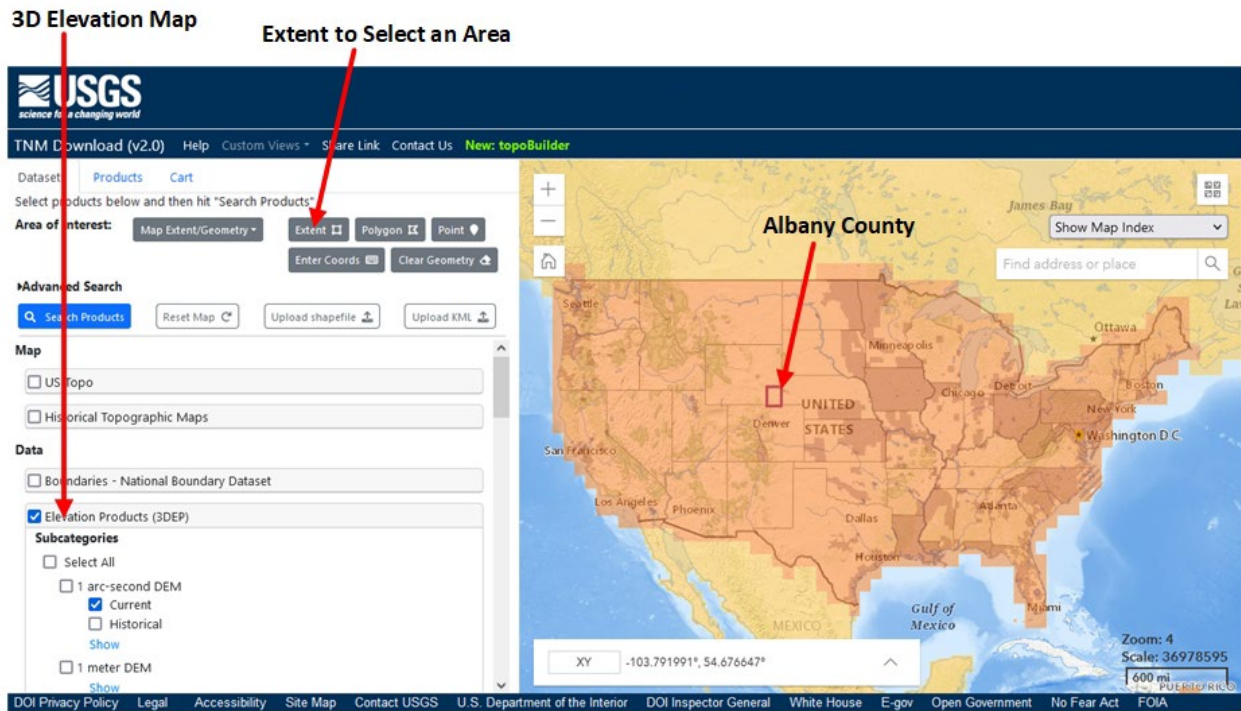 3D Elevation Map
Extent to Select an Area
USGS
science for a changing world
TNM Download (v2.0) Help Custom Views Share Link Contact Us New: topoBuilder
Datasets Products Cart
Select products below and then hit "Search Products"
Area of Interest: Map Extent/Geometry Extent Polygon Point
Enter Coords Clear Geometry
Advanced Search
Search Products Reset Map Upload shapefile Upload KML
Map
US Topo
Historical Topographic Maps
Data
Boundaries - National Boundary Dataset
Elevation Products (3DEP)
Subcategories
Select All
1 arc-second DEM
Current
Historical
Show
1 meter DEM
Show
Albany County
James Bay
Show Map Index
Find address or place
Seattle
Ottawa
Minneapolis
Boston
Chicago
Detroit
New York
UNITED
STATES
Denver
Washington D.C.
San Francisco
Los Angeles
Phoenix
Atlanta
Dallas
Houston
Gulf of
Mexico
Miami
MEXICO
Zoom: 4
Scale: 36978595
600 mi
PUERTO RICO
XY -103.791991°, 54.676647°
DOI Privacy Policy Legal Accessibility Site Map Contact USGS U.S. Department of the Interior DOI Inspector General White House E-gov Open Government No Fear Act FOIA